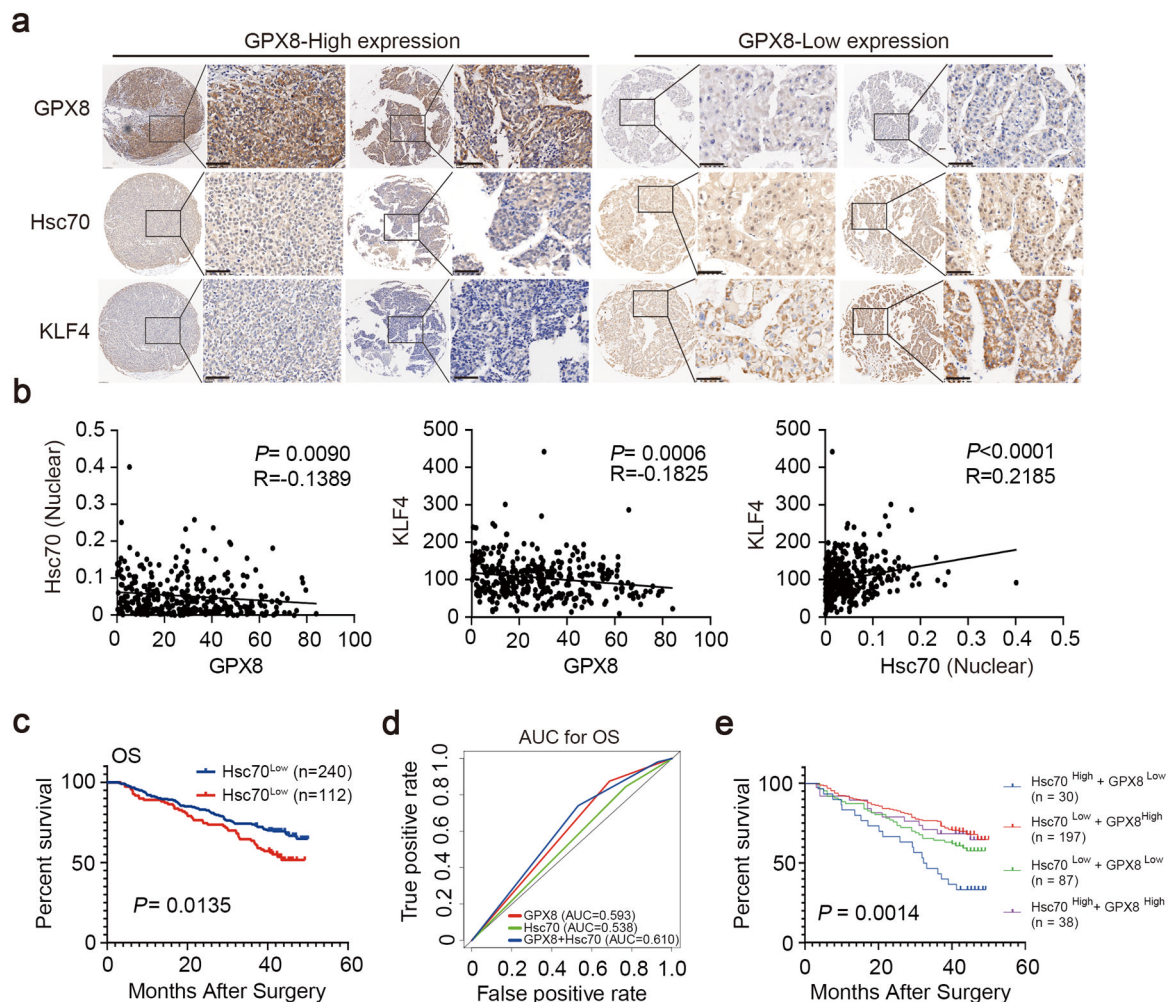 a
GPX8-High expression
GPX8-Low expression
GPX8
Hsc70
KLF4
b
Hsc70 (Nuclear)
0.5
0.4
0.3
0.2
0.1
0
P= 0.0090
R=-0.1389
0 20 40 60 80 100
GPX8
KLF4
500
400
300
200
100
0
P= 0.0006
R=-0.1825
0 20 40 60 80 100
GPX8
KLF4
500
400
300
200
100
0
P<0.0001
R=0.2185
0 0.1 0.2 0.3 0.4 0.5
Hsc70 (Nuclear)
c
OS
Hsc70Low (n=240)
Hsc70Low (n=112)
Percent survival
100
50
0
P= 0.0135
0 20 40 60
Months After Surgery
d
AUC for OS
True positive rate
0 0.2 0.4 0.6 0.8 1.0
GPX8 (AUC=0.593)
Hsc70 (AUC=0.538)
GPX8+Hsc70 (AUC=0.610)
0 0.2 0.4 0.6 0.8 1.0
False positive rate
e
Percent survival
100
50
0
P = 0.0014
0 20 40 60
Months After Surgery
Hsc70 High + GPX8 Low
(n = 30)
Hsc70 Low + GPX8High
(n = 197)
Hsc70 Low + GPX8 Low
(n = 87)
Hsc70 High + GPX8 High
(n = 38)